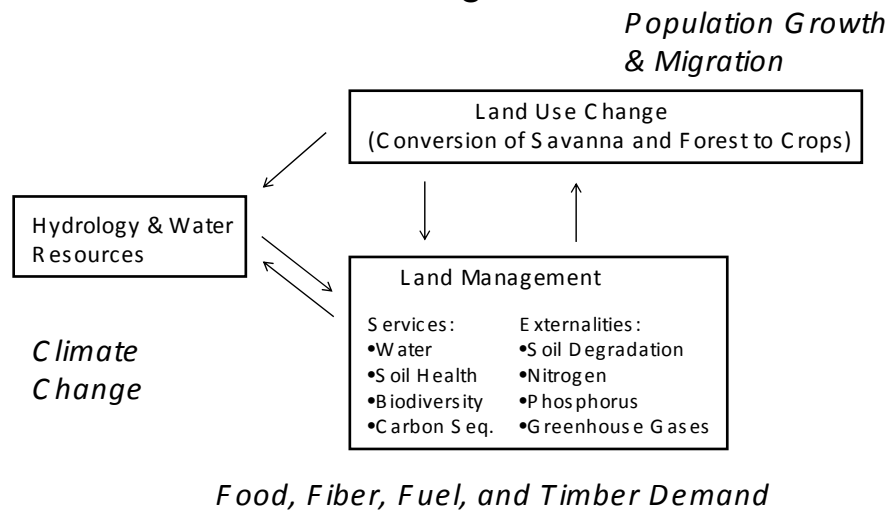 Population Growth
& Migration
Land Use Change
(Conversion of Savanna and Forest to Crops)
Hydrology & Water
Resources
Land Management
Services:
•Water
•Soil Health
•Biodiversity
•Carbon Seq.
Externalities:
•Soil Degradation
•Nitrogen
•Phosphorus
•Greenhouse Gases
Climate
Change
Food, Fiber, Fuel, and Timber Demand